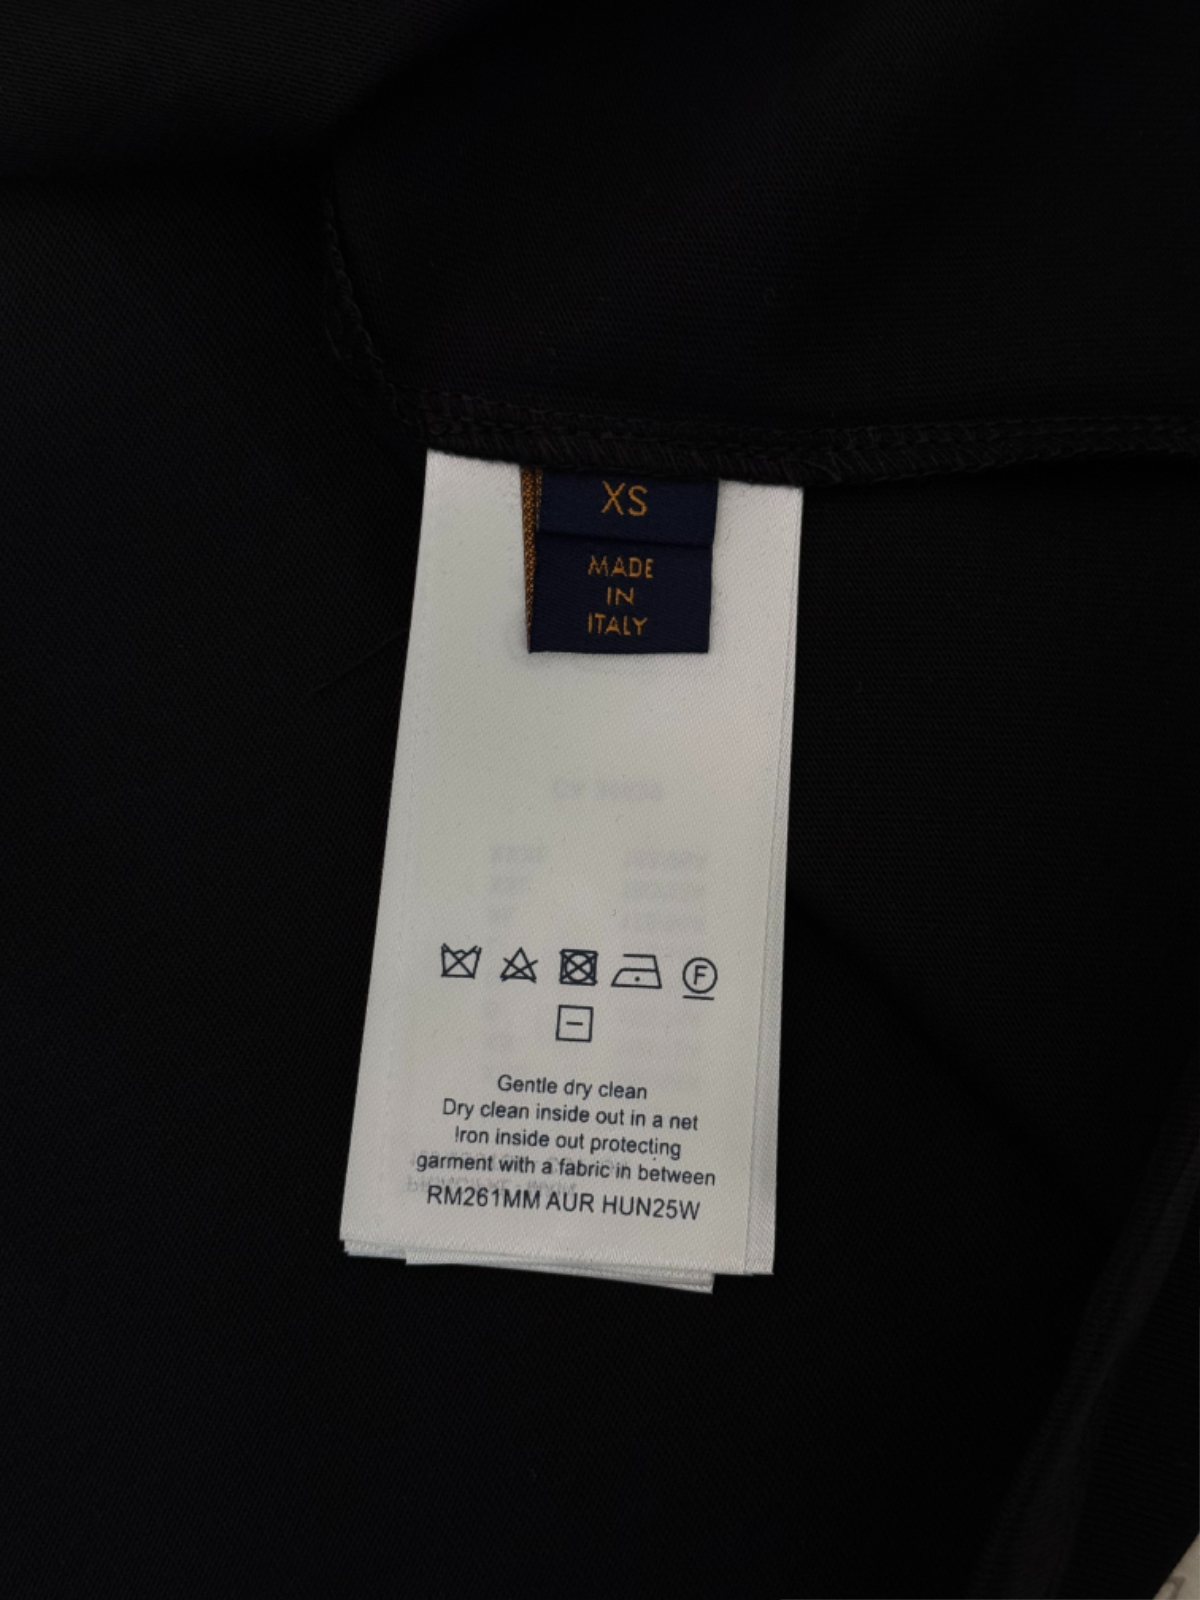 XS
MADE
IN
ITALY
F
Gentle dry clean
Dry clean inside out in a net
Iron inside out protecting
garment with a fabric in between
RM261MM AUR HUN25W